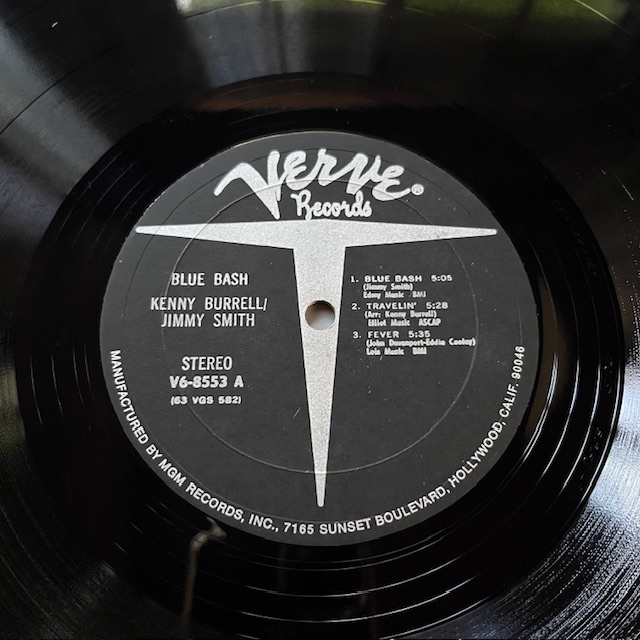 VERVE®
Records
BLUE BASH
KENNY BURRELL/
JIMMY SMITH
STEREO
V6-8553 A
(63 VGS 582)
1. BLUE BASH 5:05
(Jimmy Smith)
Edmy Music BMI
2. TRAVELIN' 5:28
(Arr: Kenny Burrell)
Elliot Music ASCAP
3. FEVER 5:35
(John Davenport-Eddie Cooley)
Lois Music BMI
MANUFACTURED BY MGM RECORDS, INC., 7165 SUNSET BOULEVARD, HOLLYWOOD, CALIF. 90046